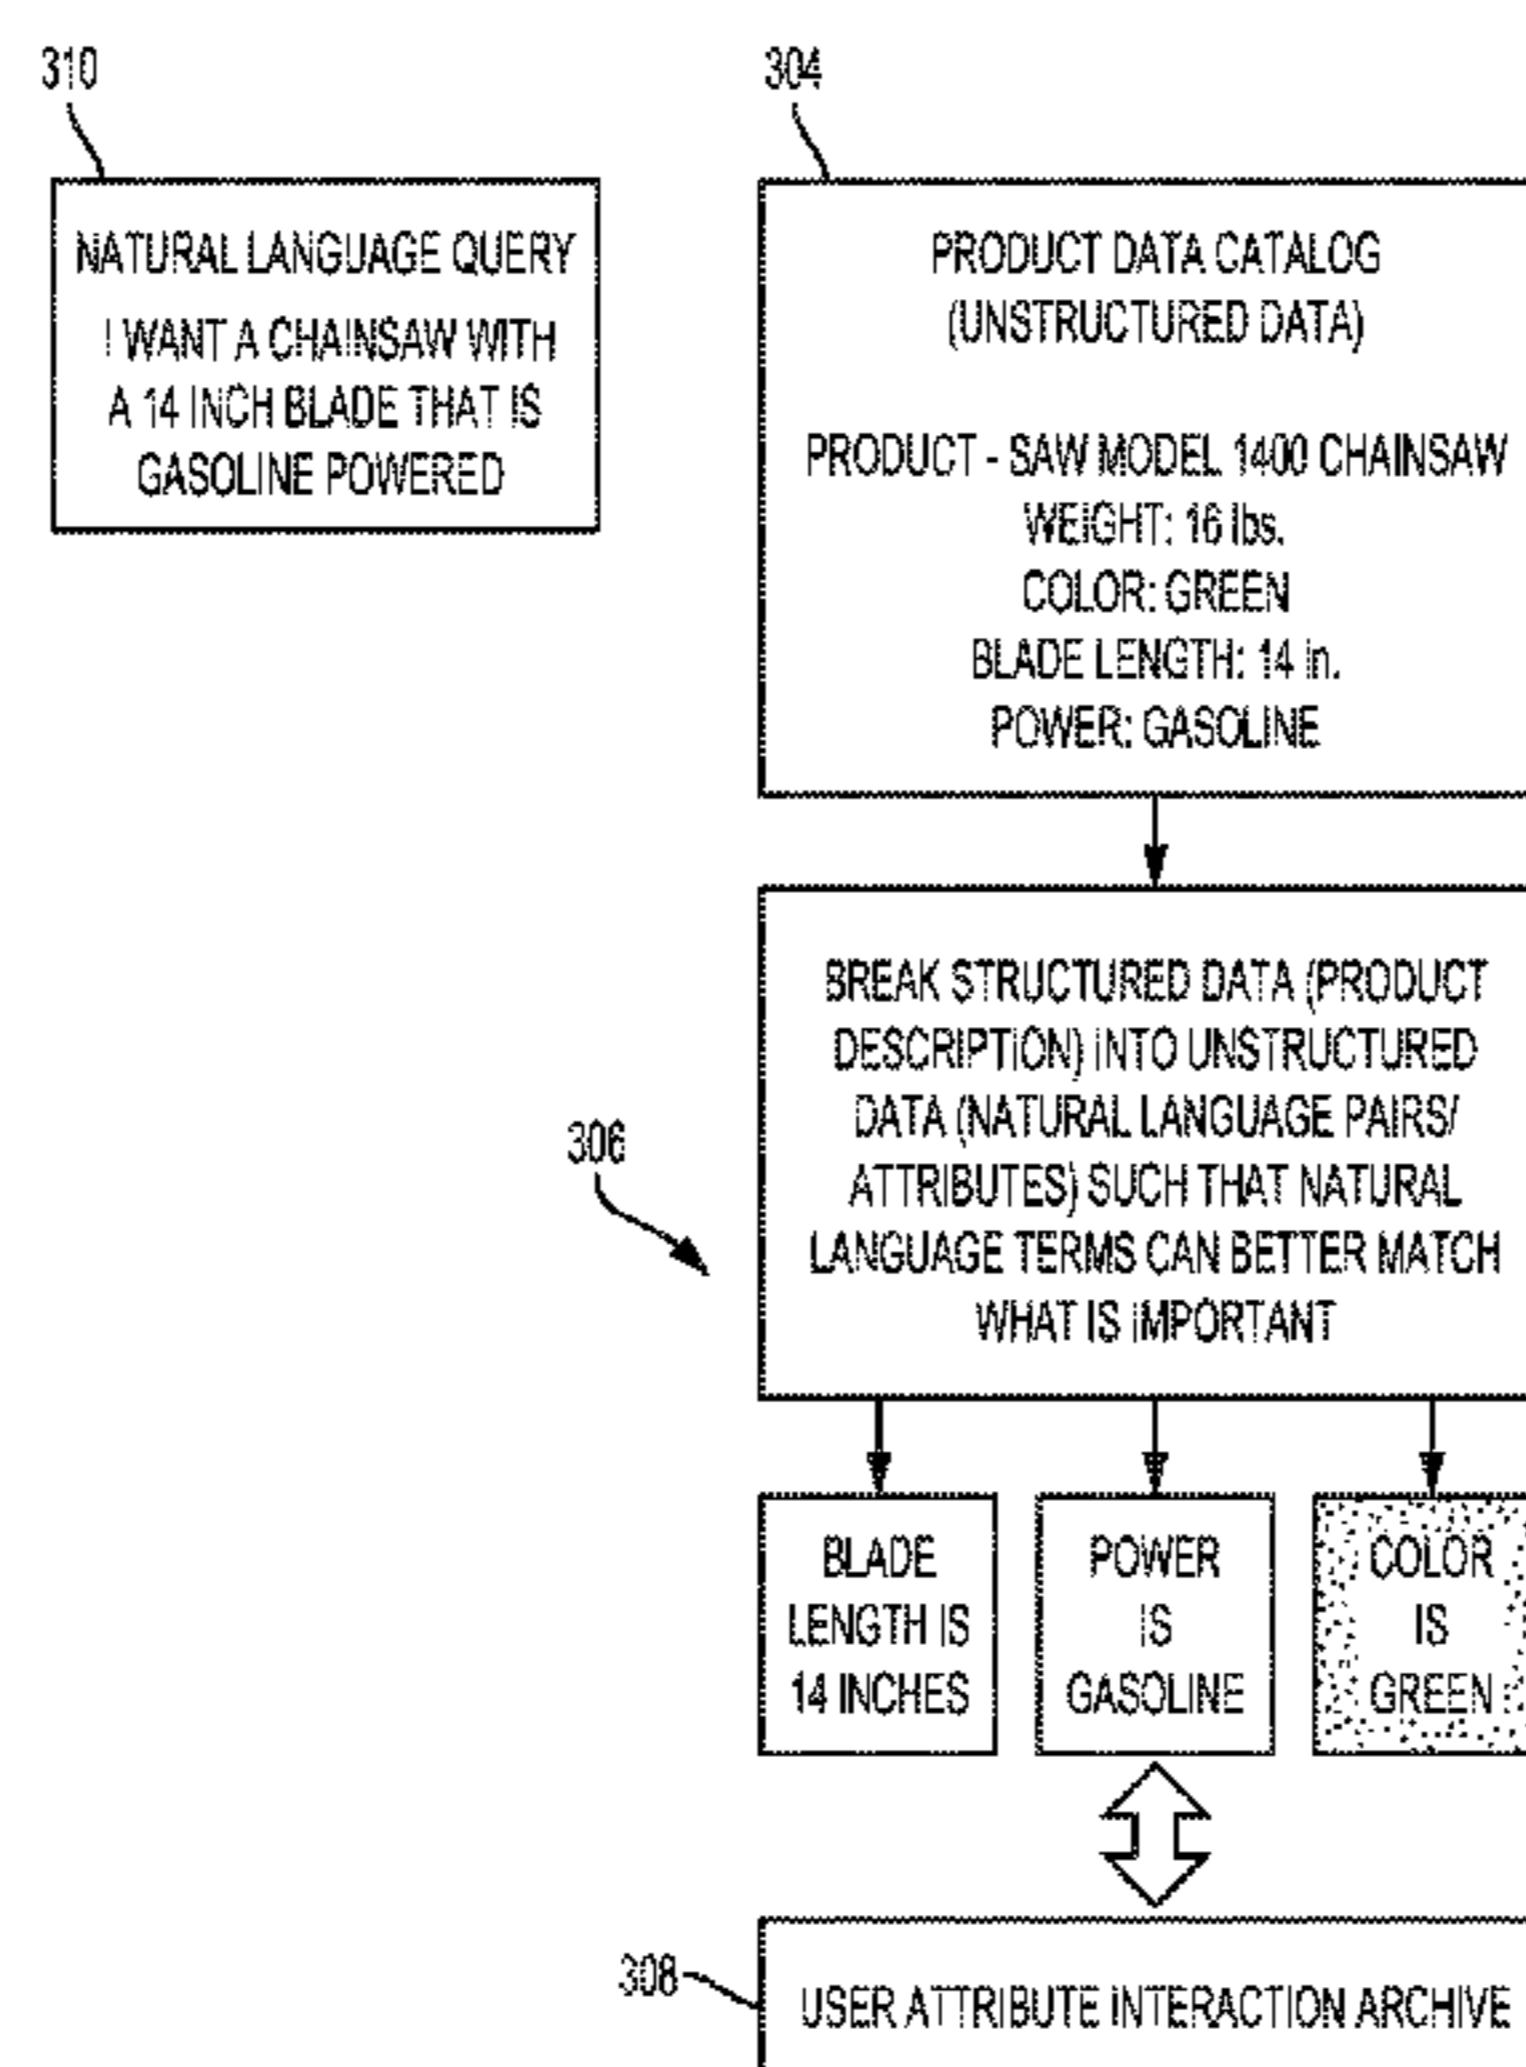 310
NATURAL LANGUAGE QUERY
I WANT A CHAINSAW WITH
A 14 INCH BLADE THAT IS
GASOLINE POWERED
304
PRODUCT DATA CATALOG
(UNSTRUCTURED DATA)
PRODUCT - SAW MODEL 1400 CHAINSAW
WEIGHT: 16 lbs.
COLOR: GREEN
BLADE LENGTH: 14 in.
POWER: GASOLINE
306
BREAK STRUCTURED DATA (PRODUCT
DESCRIPTION) INTO UNSTRUCTURED
DATA (NATURAL LANGUAGE PAIRS/
ATTRIBUTES) SUCH THAT NATURAL
LANGUAGE TERMS CAN BETTER MATCH
WHAT IS IMPORTANT
BLADE
LENGTH IS
14 INCHES
POWER
IS
GASOLINE
COLOR
IS
GREEN
308
USER ATTRIBUTE INTERACTION ARCHIVE